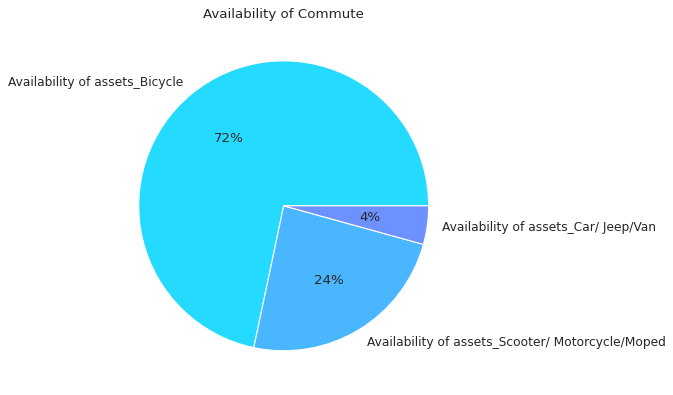 Availability of Commute
Availability of assets_Bicycle
72%
4%
Availability of assets_Car/ Jeep/Van
24%
Availability of assets_Scooter/ Motorcycle/Moped